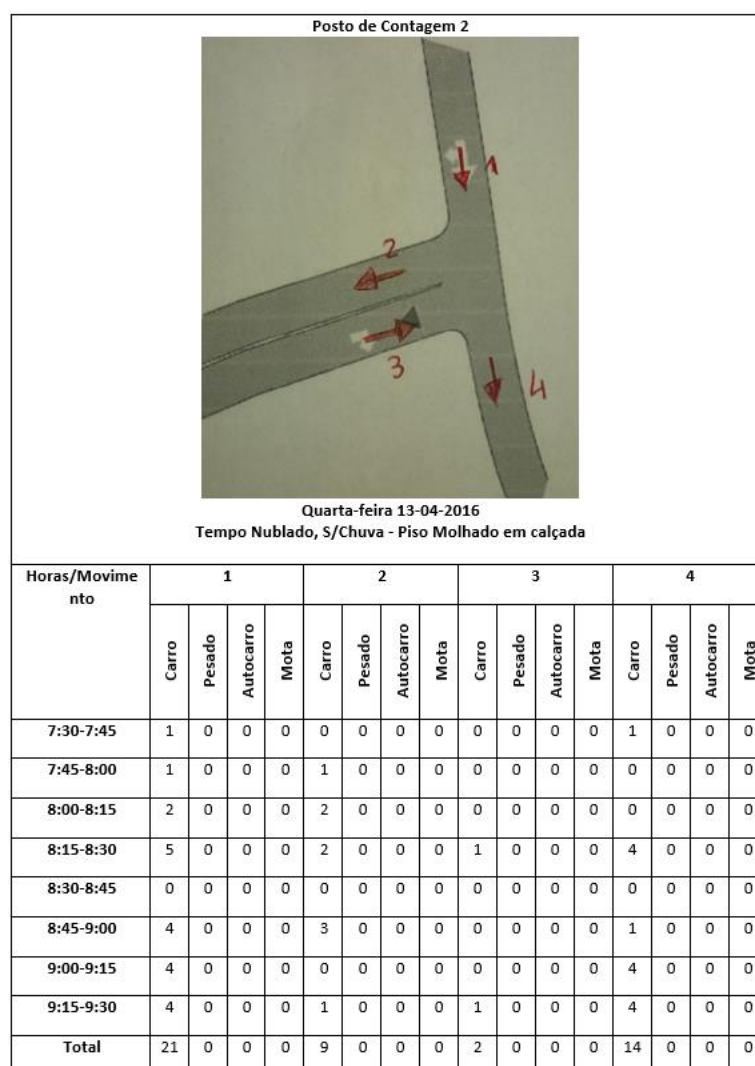 Posto de Contagem 2
1
2
3
4
Quarta-feira 13-04-2016
Tempo Nublado, S/Chuva - Piso Molhado em calçada
Horas/Movime
nto
1 2 3 4
Carro Pesado Autocarro Mota Carro Pesado Autocarro Mota Carro Pesado Autocarro Mota Carro Pesado Autocarro Mota
7:30-7:45 1 0 0 0 0 0 0 0 0 0 0 0 1 0 0 0
7:45-8:00 1 0 0 0 1 0 0 0 0 0 0 0 0 0 0 0
8:00-8:15 2 0 0 0 2 0 0 0 0 0 0 0 0 0 0 0
8:15-8:30 5 0 0 0 2 0 0 0 1 0 0 0 4 0 0 0
8:30-8:45 0 0 0 0 0 0 0 0 0 0 0 0 0 0 0 0
8:45-9:00 4 0 0 0 3 0 0 0 0 0 0 0 1 0 0 0
9:00-9:15 4 0 0 0 0 0 0 0 0 0 0 0 4 0 0 0
9:15-9:30 4 0 0 0 1 0 0 0 1 0 0 0 4 0 0 0
Total 21 0 0 0 9 0 0 0 2 0 0 0 14 0 0 0